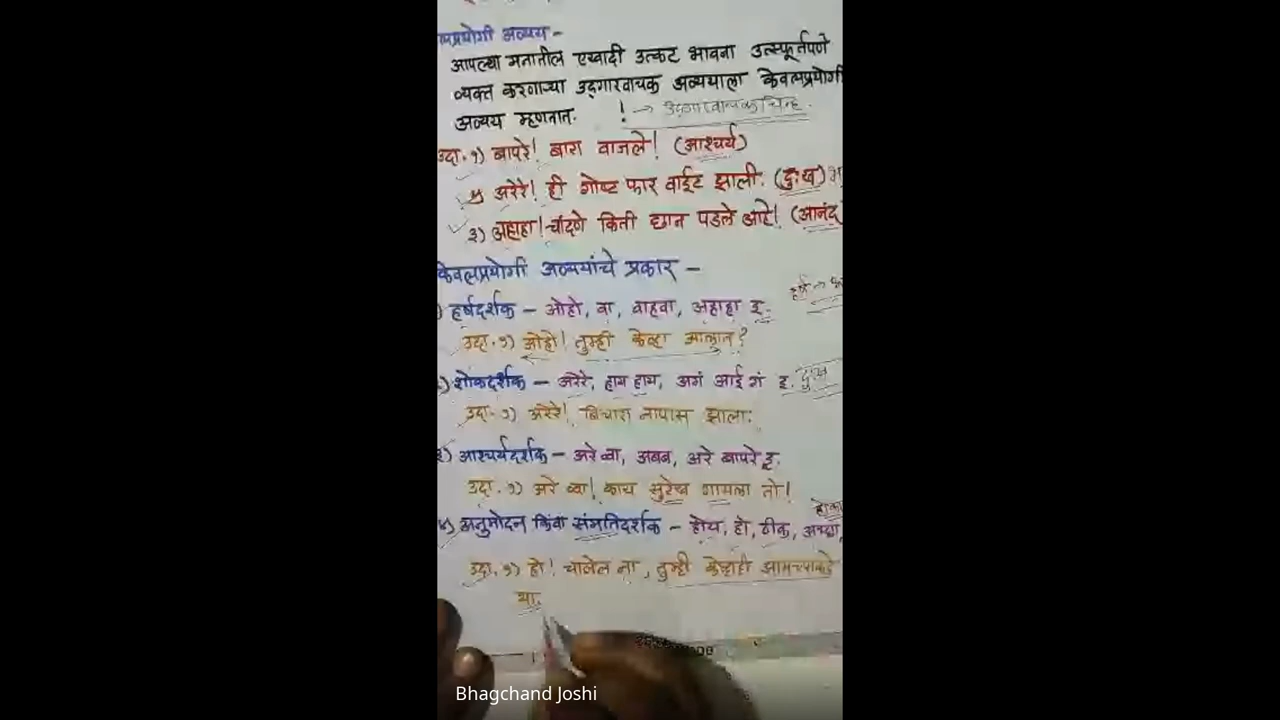 अव्यय -
आपल्या मनातील एखादी उत्कट भावना उत्स्फूर्तपणे
व्यक्त करणाऱ्या उद्‌गारवाचक अव्ययाला केवलप्रयोगी
अव्यय म्हणतात. ! → उद्‌गारवाचक चिन्ह.
उदा. १) बापरे! बारा वाजले! (आश्चर्य)
अरेरे! ही गोष्ट फार वाईट झाली. (दुःख)
३) अहाहा! चांदणे किती छान पडले आहे! (आनंद
केवलप्रयोगी अव्ययांचे प्रकार -
हर्षदर्शक - ओहो, वा, वाहवा, अहाहा इ.
उदा. १) ओहो! तुम्ही केव्हा आलात?
शोकदर्शक - अरेरे, हाय हाय, अगं आई गं इ. दुःख
उदा. १) अरेरे! बिचारा नापास झाला.
३) आश्चर्यदर्शक - अरे व्वा, अबब, अरे बापरे इ.
उदा. १) अरे व्वा! काय सुरेख गायला तो!
४) अनुमोदन किंवा संमतिदर्शक - होय, हो, ठीक, अच्छा,
उदा. १) हो! चालेल ना, तुम्ही केव्हाही आमच्याकडे
या.
Bhagchand Joshi